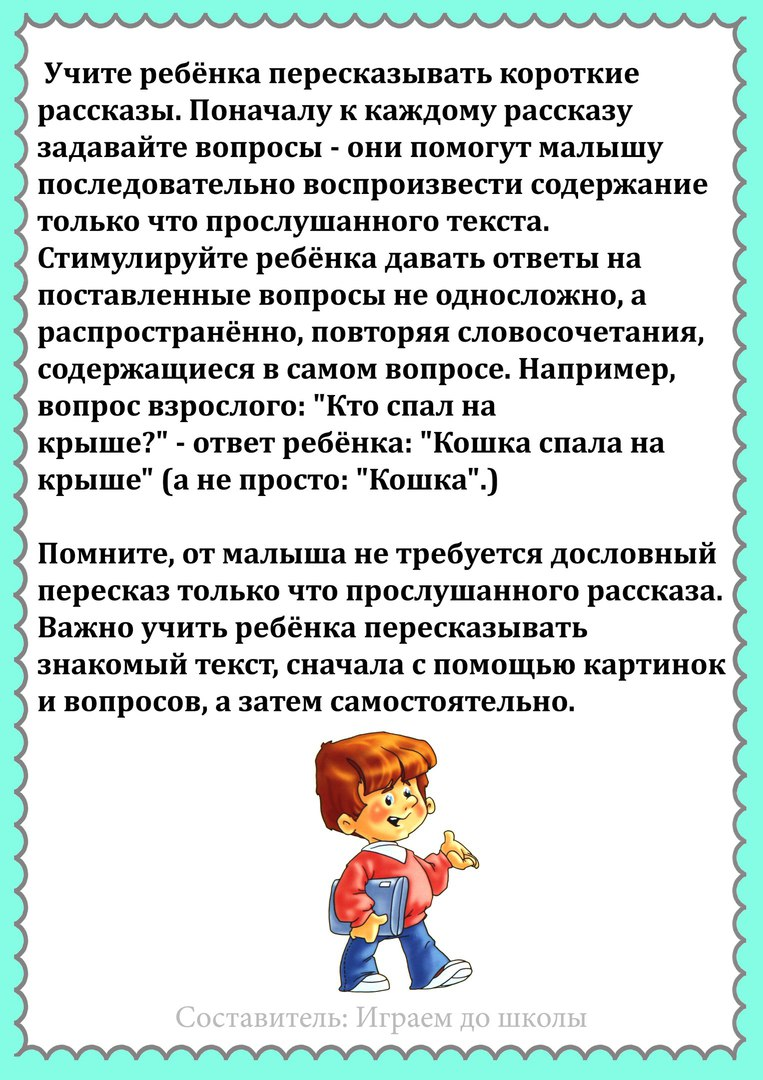 Учите ребёнка пересказывать короткие
рассказы. Поначалу к каждому рассказу
задавайте вопросы - они помогут малышу
последовательно воспроизвести содержание
только что прослушанного текста.
Стимулируйте ребёнка давать ответы на
поставленные вопросы не односложно, а
распространённо, повторяя словосочетания,
содержащиеся в самом вопросе. Например,
вопрос взрослого: "Кто спал на
крыше?" - ответ ребёнка: "Кошка спала на
крыше" (а не просто: "Кошка".)
Помните, от малыша не требуется дословный
пересказ только что прослушанного рассказа.
Важно учить ребёнка пересказывать
знакомый текст, сначала с помощью картинок
и вопросов, а затем самостоятельно.
Составитель: Играем до школы